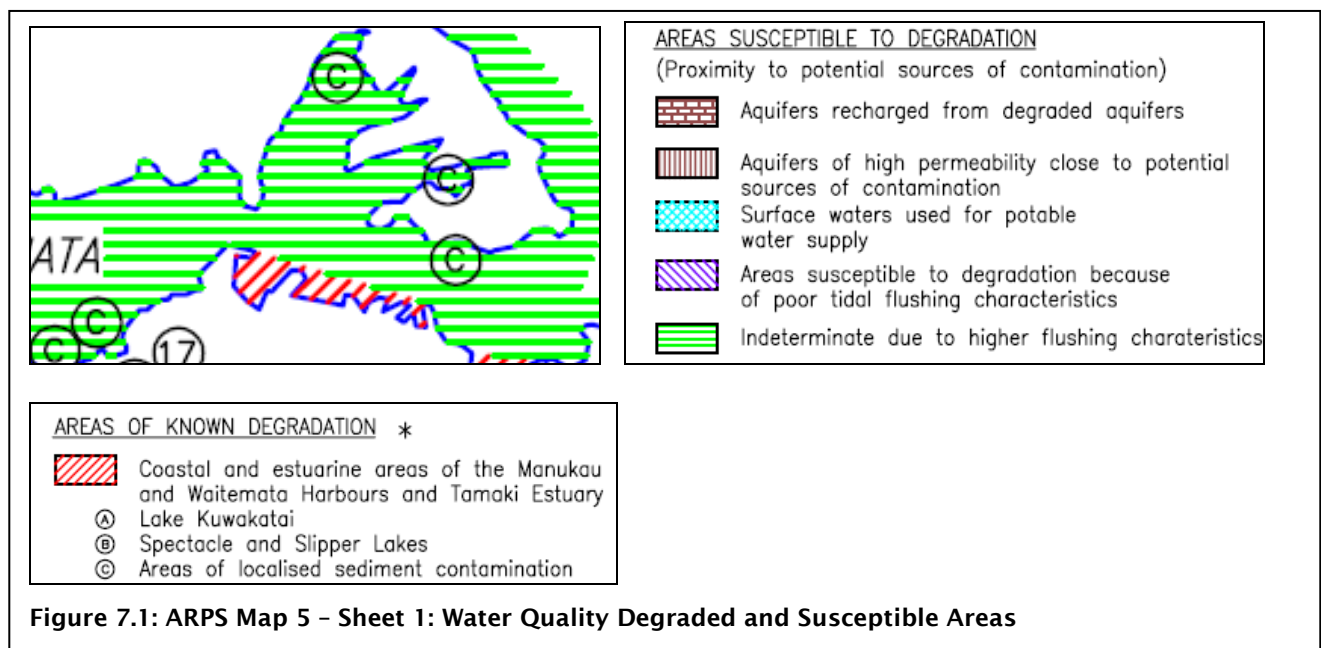 C
C
C
ATA
C
C
17
AREAS SUSCEPTIBLE TO DEGRADATION
(Proximity to potential sources of contamination)
Aquifers recharged from degraded aquifers
Aquifers of high permeability close to potential
sources of contamination
Surface waters used for potable
water supply
Areas susceptible to degradation because
of poor tidal flushing characteristics
Indeterminate due to higher flushing charateristics
AREAS OF KNOWN DEGRADATION *
Coastal and estuarine areas of the Manukau
and Waitemata Harbours and Tamaki Estuary
A Lake Kuwakatai
B Spectacle and Slipper Lakes
C Areas of localised sediment contamination
Figure 7.1: ARPS Map 5 – Sheet 1: Water Quality Degraded and Susceptible Areas